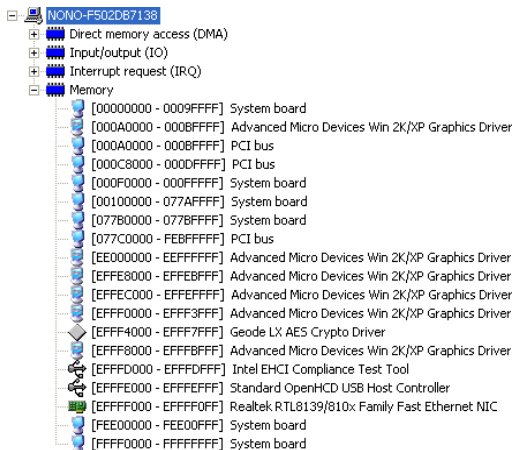 NONO-F502DB7138
Direct memory access (DMA)
Input/output (IO)
Interrupt request (IRQ)
Memory
[00000000 - 0009FFFF] System board
[000A0000 - 000BFFFF] Advanced Micro Devices Win 2K/XP Graphics Driver
[000A0000 - 000BFFFF] PCI bus
[000C8000 - 000DFFFF] PCI bus
[000F0000 - 000FFFFF] System board
[00100000 - 077AFFFF] System board
[077B0000 - 077BFFFF] System board
[077C0000 - FEBFFFFF] PCI bus
[EE000000 - EEFFFFFF] Advanced Micro Devices Win 2K/XP Graphics Driver
[EFFE8000 - EFFEBFFF] Advanced Micro Devices Win 2K/XP Graphics Driver
[EFFEC000 - EFFEFFFF] Advanced Micro Devices Win 2K/XP Graphics Driver
[EFFF0000 - EFFF3FFF] Advanced Micro Devices Win 2K/XP Graphics Driver
[EFFF4000 - EFFF7FFF] Geode LX AES Crypto Driver
[EFFF8000 - EFFFBFFF] Advanced Micro Devices Win 2K/XP Graphics Driver
[EFFFD000 - EFFFDFFF] Intel EHCI Compliance Test Tool
[EFFFE000 - EFFFEFFF] Standard OpenHCD USB Host Controller
[EFFFF000 - EFFFF0FF] Realtek RTL8139/810x Family Fast Ethernet NIC
[FEE00000 - FEE00FFF] System board
[FFFF0000 - FFFFFFFF] System board